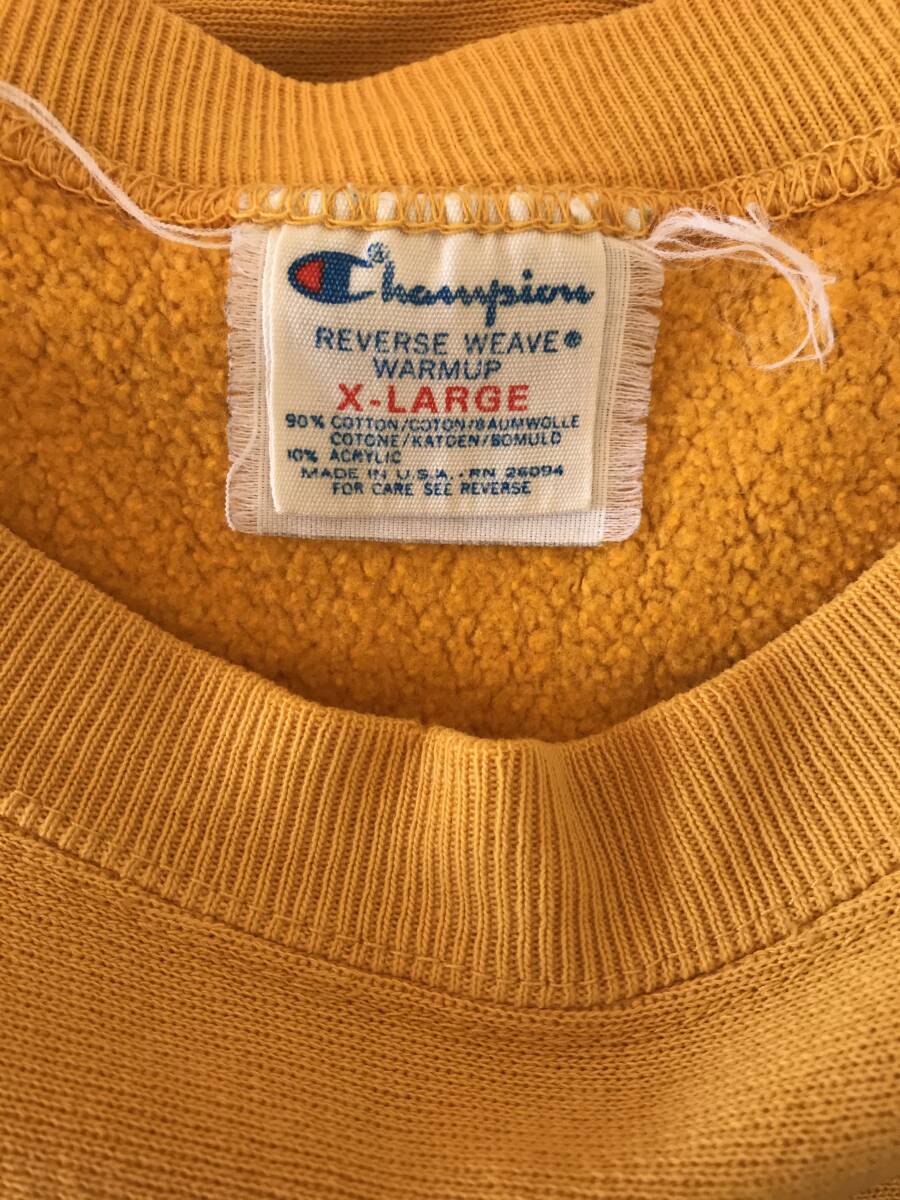 Champion®
REVERSE WEAVE®
WARMUP
X-LARGE
90% COTTON/COTON/BAUMWOLLE
COTONE/KATOEN/BOMULD
10% ACRYLIC
MADE IN U.S.A. - RN 26094
FOR CARE SEE REVERSE